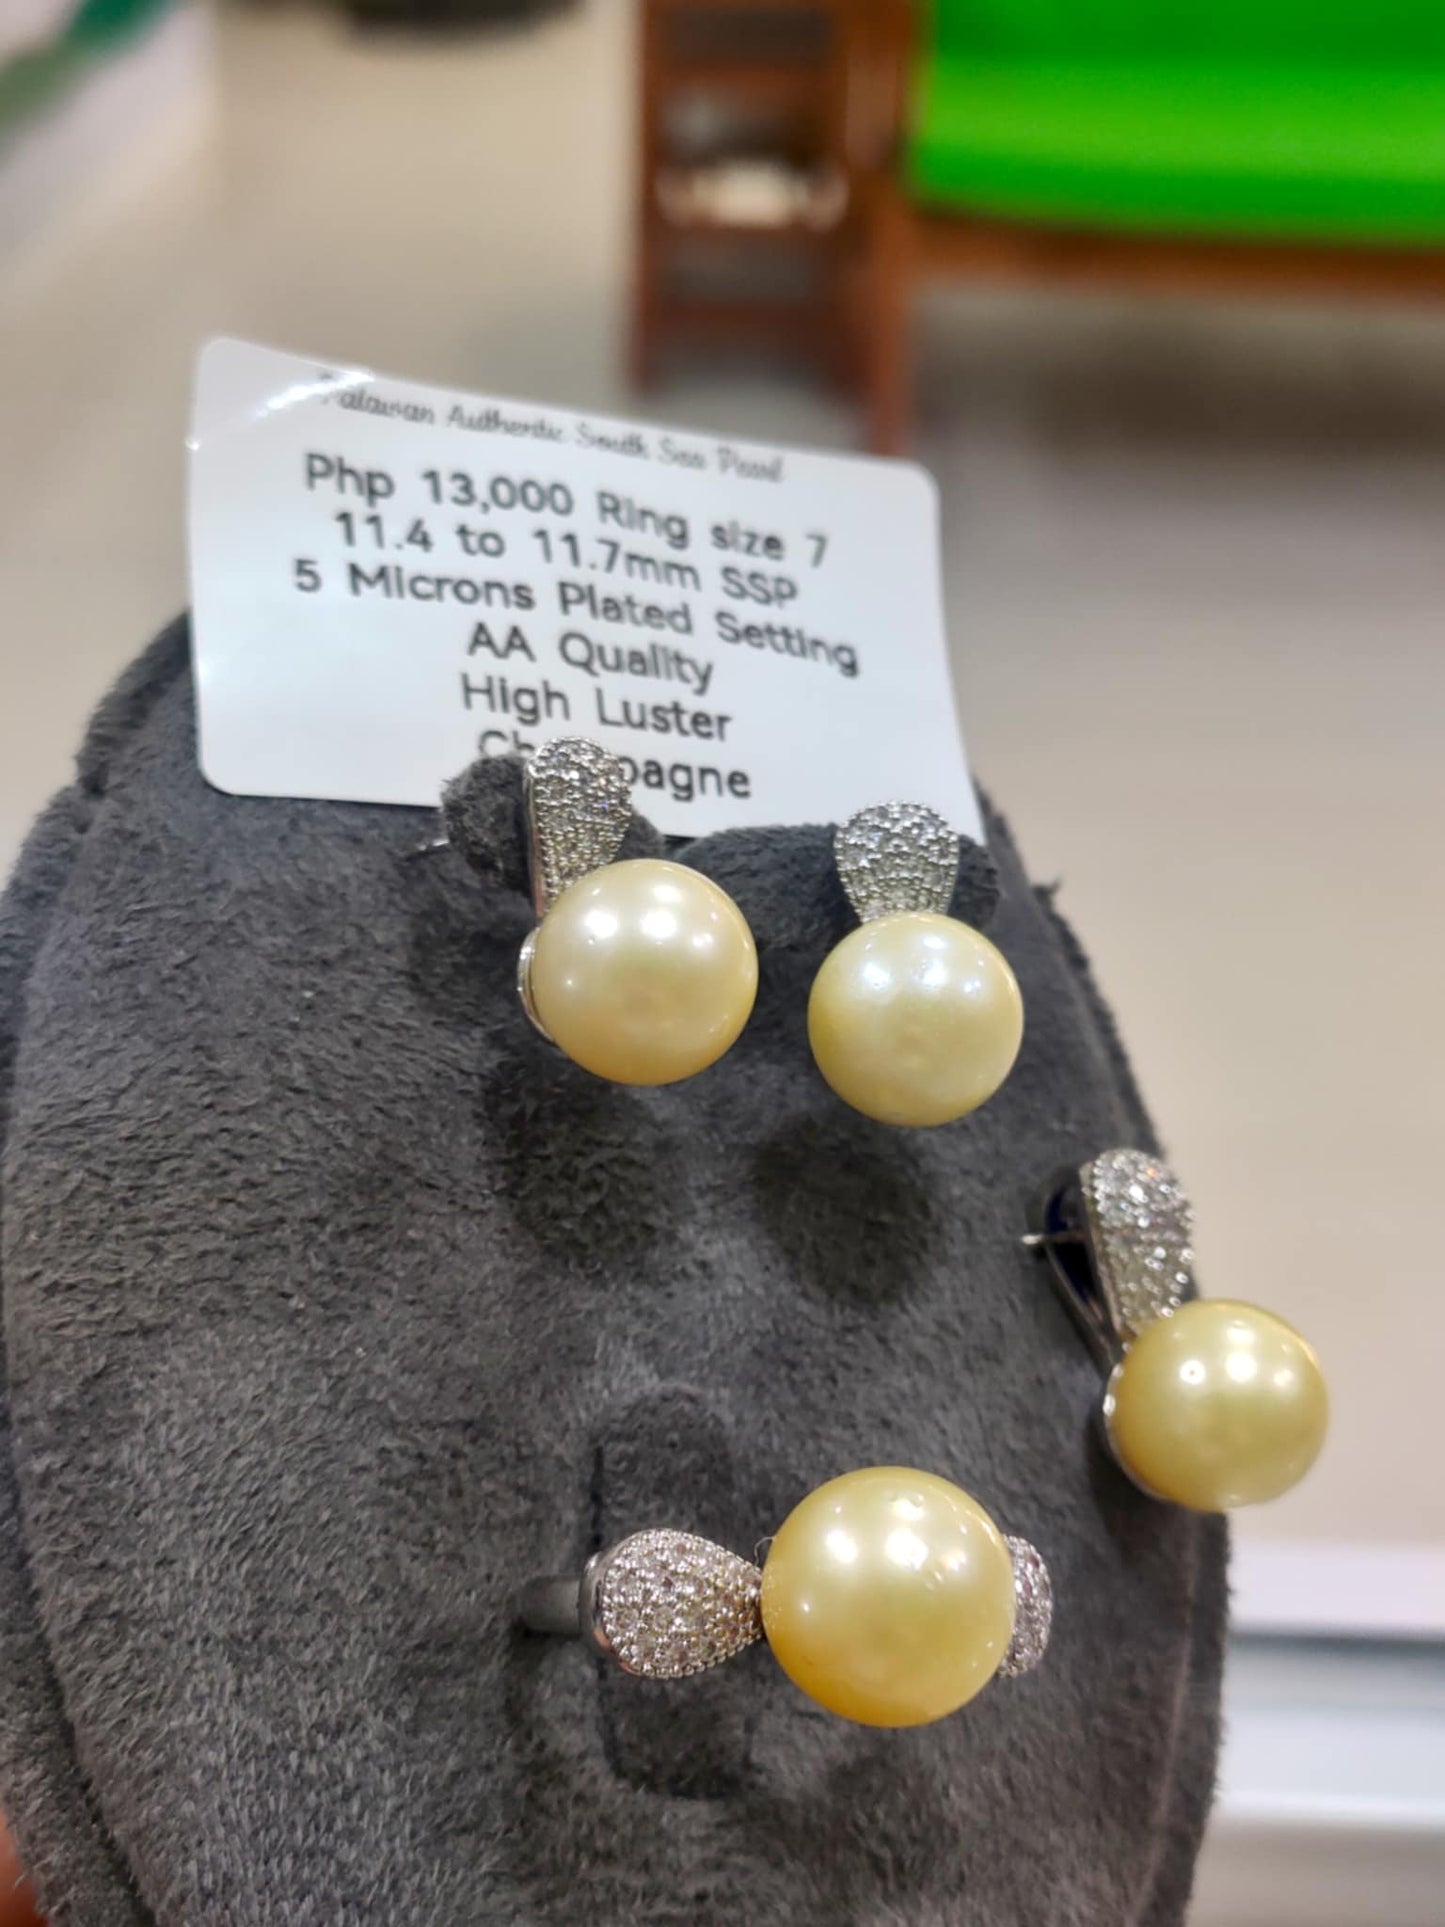 Palawan Authentic South Sea Pearl
Php 13,000 Ring size 7
11.4 to 11.7mm SSP
5 Microns Plated Setting
AA Quality
High Luster